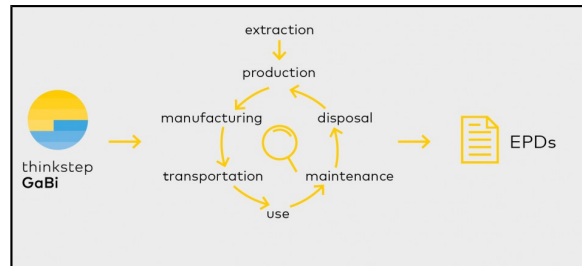 extraction
production
manufacturing
disposal
thinkstep
GaBi
transportation
maintenance
use
EPDs